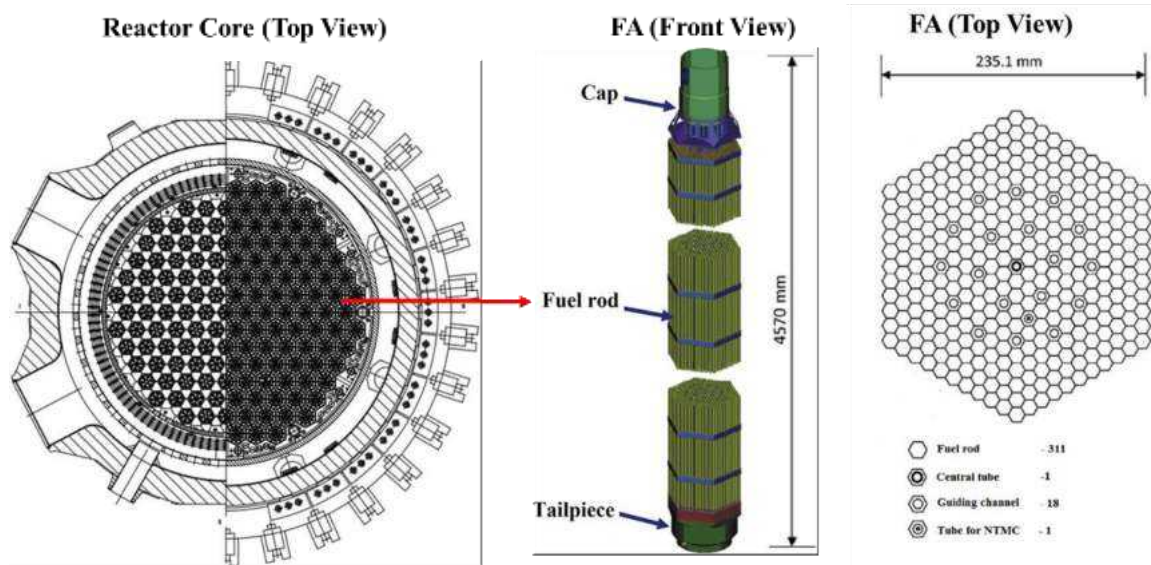 Reactor Core (Top View)
FA (Front View)
FA (Top View)
235.1 mm
Cap
Fuel rod
4570 mm
Tailpiece
Fuel rod - 311
Central tube -1
Guiding channel - 18
Tube for NTMC - 1